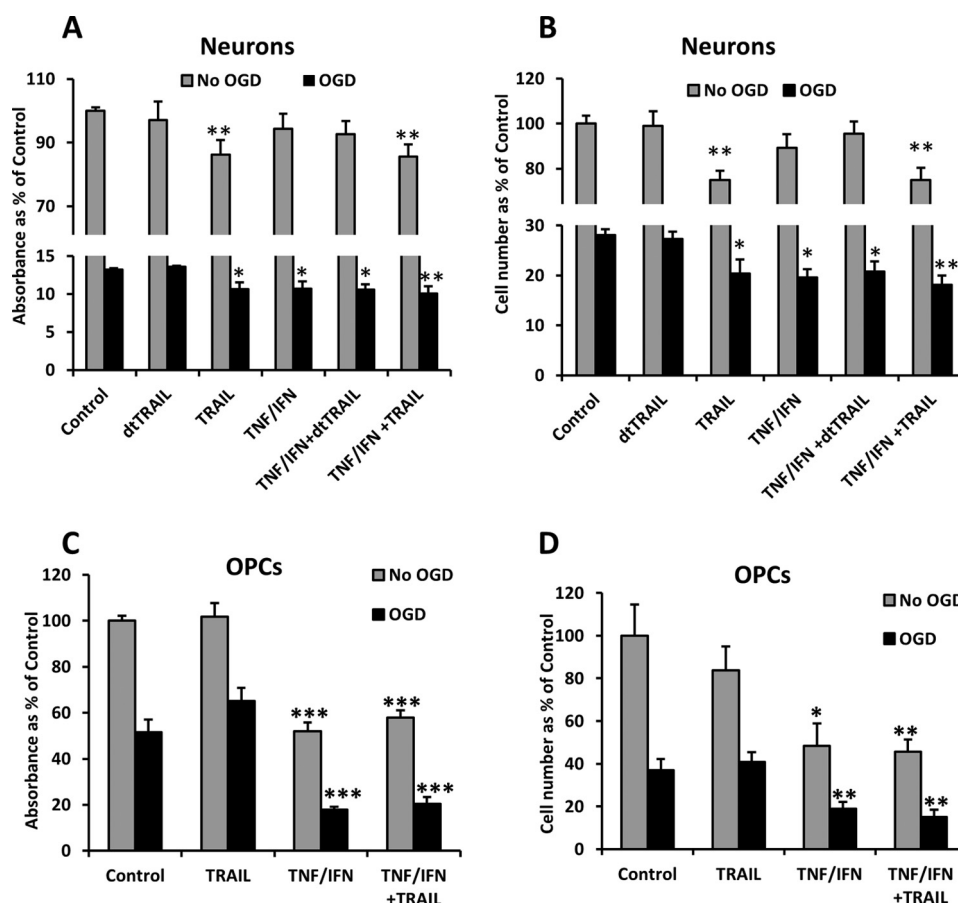 A
Neurons
No OGD
OGD
Absorbance as % of Control
110
90
70
15
10
5
0
**
**
*
*
*
**
Control
dtTRAIL
TRAIL
TNF/IFN
TNF/IFN+dtTRAIL
TNF/IFN +TRAIL
B
Neurons
No OGD
OGD
Cell number as % of Control
120
100
80
30
20
10
0
**
**
*
*
*
**
Control
dtTRAIL
TRAIL
TNF/IFN
TNF/IFN +dtTRAIL
TNF/IFN +TRAIL
C
OPCs
No OGD
OGD
Absorbance as % of Control
120
100
80
60
40
20
0
***
***
***
***
Control
TRAIL
TNF/IFN
TNF/IFN
+TRAIL
D
OPCs
No OGD
OGD
Cell number as % of Control
120
100
80
60
40
20
0
*
**
**
**
Control
TRAIL
TNF/IFN
TNF/IFN
+TRAIL